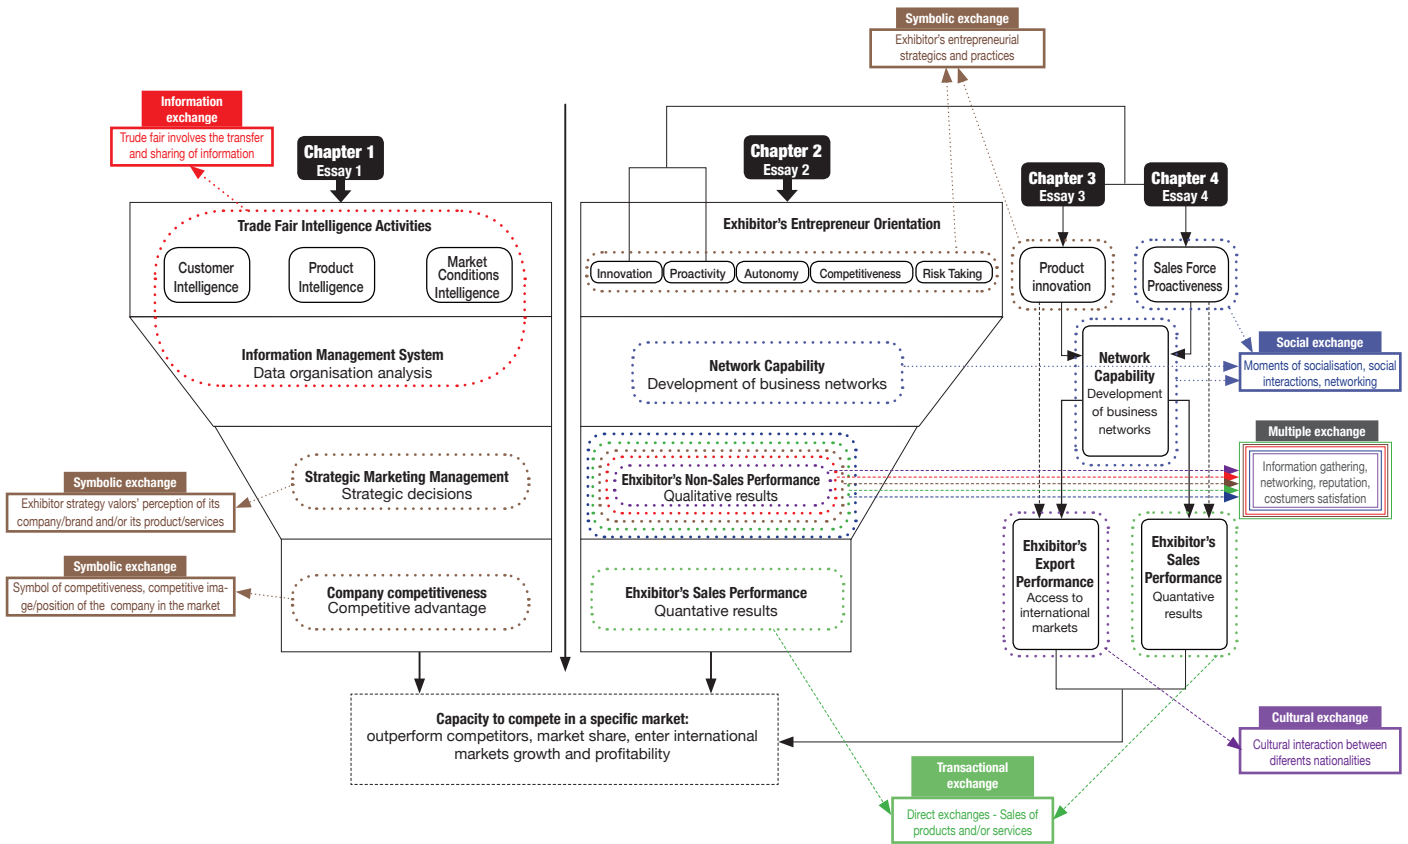 Symbolic exchange
Exhibitor's entrepreneurial
strategics and practices
Information
exchange
Trude fair involves the transfer
and sharing of information
Chapter 1
Essay 1
Chapter 2
Essay 2
Chapter 3
Essay 3
Chapter 4
Essay 4
Trade Fair Intelligence Activities
Customer
Intelligence
Product
Intelligence
Market
Conditions
Intelligence
Information Management System
Data organisation analysis
Strategic Marketing Management
Strategic decisions
Company competitiveness
Competitive advantage
Symbolic exchange
Exhibitor strategy valors' perception of its
company/brand and/or its product/services
Symbolic exchange
Symbol of competitiveness, competitive ima-
ge/position of the company in the market
Exhibitor's Entrepreneur Orientation
Innovation
Proactivity
Autonomy
Competitiveness
Risk Taking
Network Capability
Development of business networks
Ehxibitor's Non-Sales Performance
Qualitative results
Ehxibitor's Sales Performance
Quantative results
Product
innovation
Sales Force
Proactiveness
Network
Capability
Development
of business
networks
Ehxibitor's
Export
Performance
Access to
international
markets
Ehxibitor's
Sales
Performance
Quantative
results
Social exchange
Moments of socialisation, social
interactions, networking
Multiple exchange
Information gathering,
networking, reputation,
costumers satisfation
Cultural exchange
Cultural interaction between
diferents nationalities
Capacity to compete in a specific market:
outperform competitors, market share, enter international
markets growth and profitability
Transactional
exchange
Direct exchanges - Sales of
products and/or services